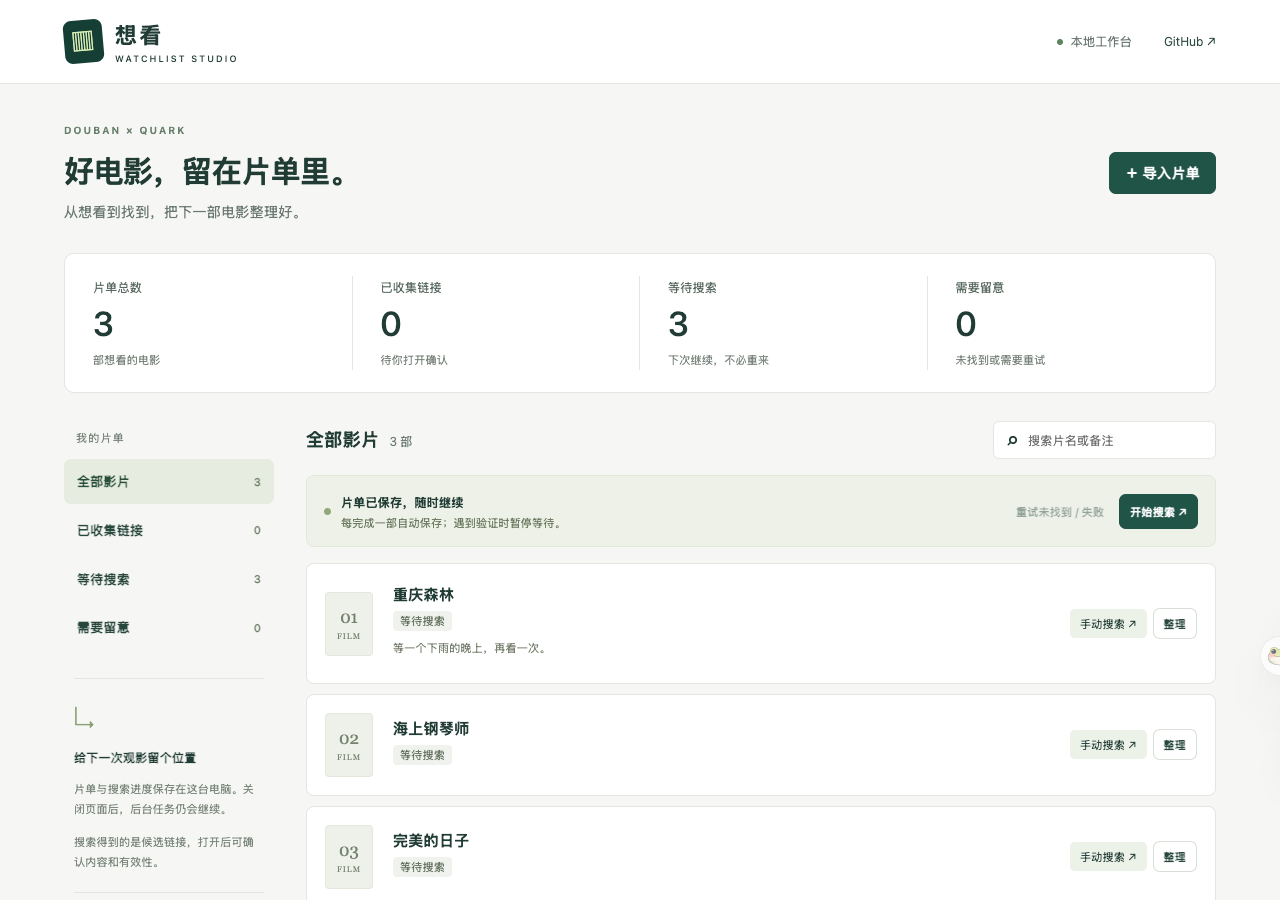 想看
WATCHLIST STUDIO
本地工作台
GitHub ↗
DOUBAN × QUARK
好电影，留在片单里。
从想看到找到，把下一部电影整理好。
+ 导入片单
片单总数
3
部想看的电影
已收集链接
0
待你打开确认
等待搜索
3
下次继续，不必重来
需要留意
0
未找到或需要重试
我的片单
全部影片 3
已收集链接 0
等待搜索 3
需要留意 0
给下一次观影留个位置
片单与搜索进度保存在这台电脑。关
闭页面后，后台任务仍会继续。
搜索得到的是候选链接，打开后可确
认内容和有效性。
全部影片 3 部
搜索片名或备注
片单已保存，随时继续
每完成一部自动保存；遇到验证时暂停等待。
重试未找到 / 失败
开始搜索 ↗
01
FILM
重庆森林
等待搜索
等一个下雨的晚上，再看一次。
手动搜索 ↗
整理
02
FILM
海上钢琴师
等待搜索
手动搜索 ↗
整理
03
FILM
完美的日子
等待搜索
手动搜索 ↗
整理